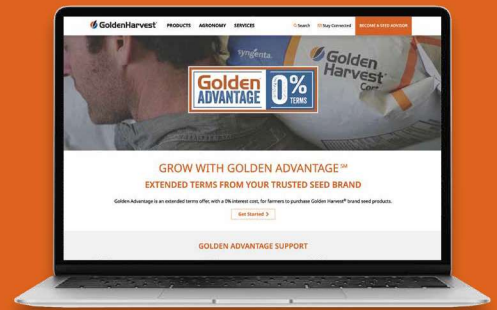 GoldenHarvest® PRODUCTS AGRONOMY SERVICES Search Stay Connected BECOME A SEED ADVISOR
syngenta.
Golden
Harvest®
Corn
Golden
ADVANTAGE
0%
TERMS
GROW WITH GOLDEN ADVANTAGE℠
EXTENDED TERMS FROM YOUR TRUSTED SEED BRAND
Golden Advantage is an extended terms offer, with a 0% interest cost, for farmers to purchase Golden Harvest® brand seed products.
Get Started >
GOLDEN ADVANTAGE SUPPORT